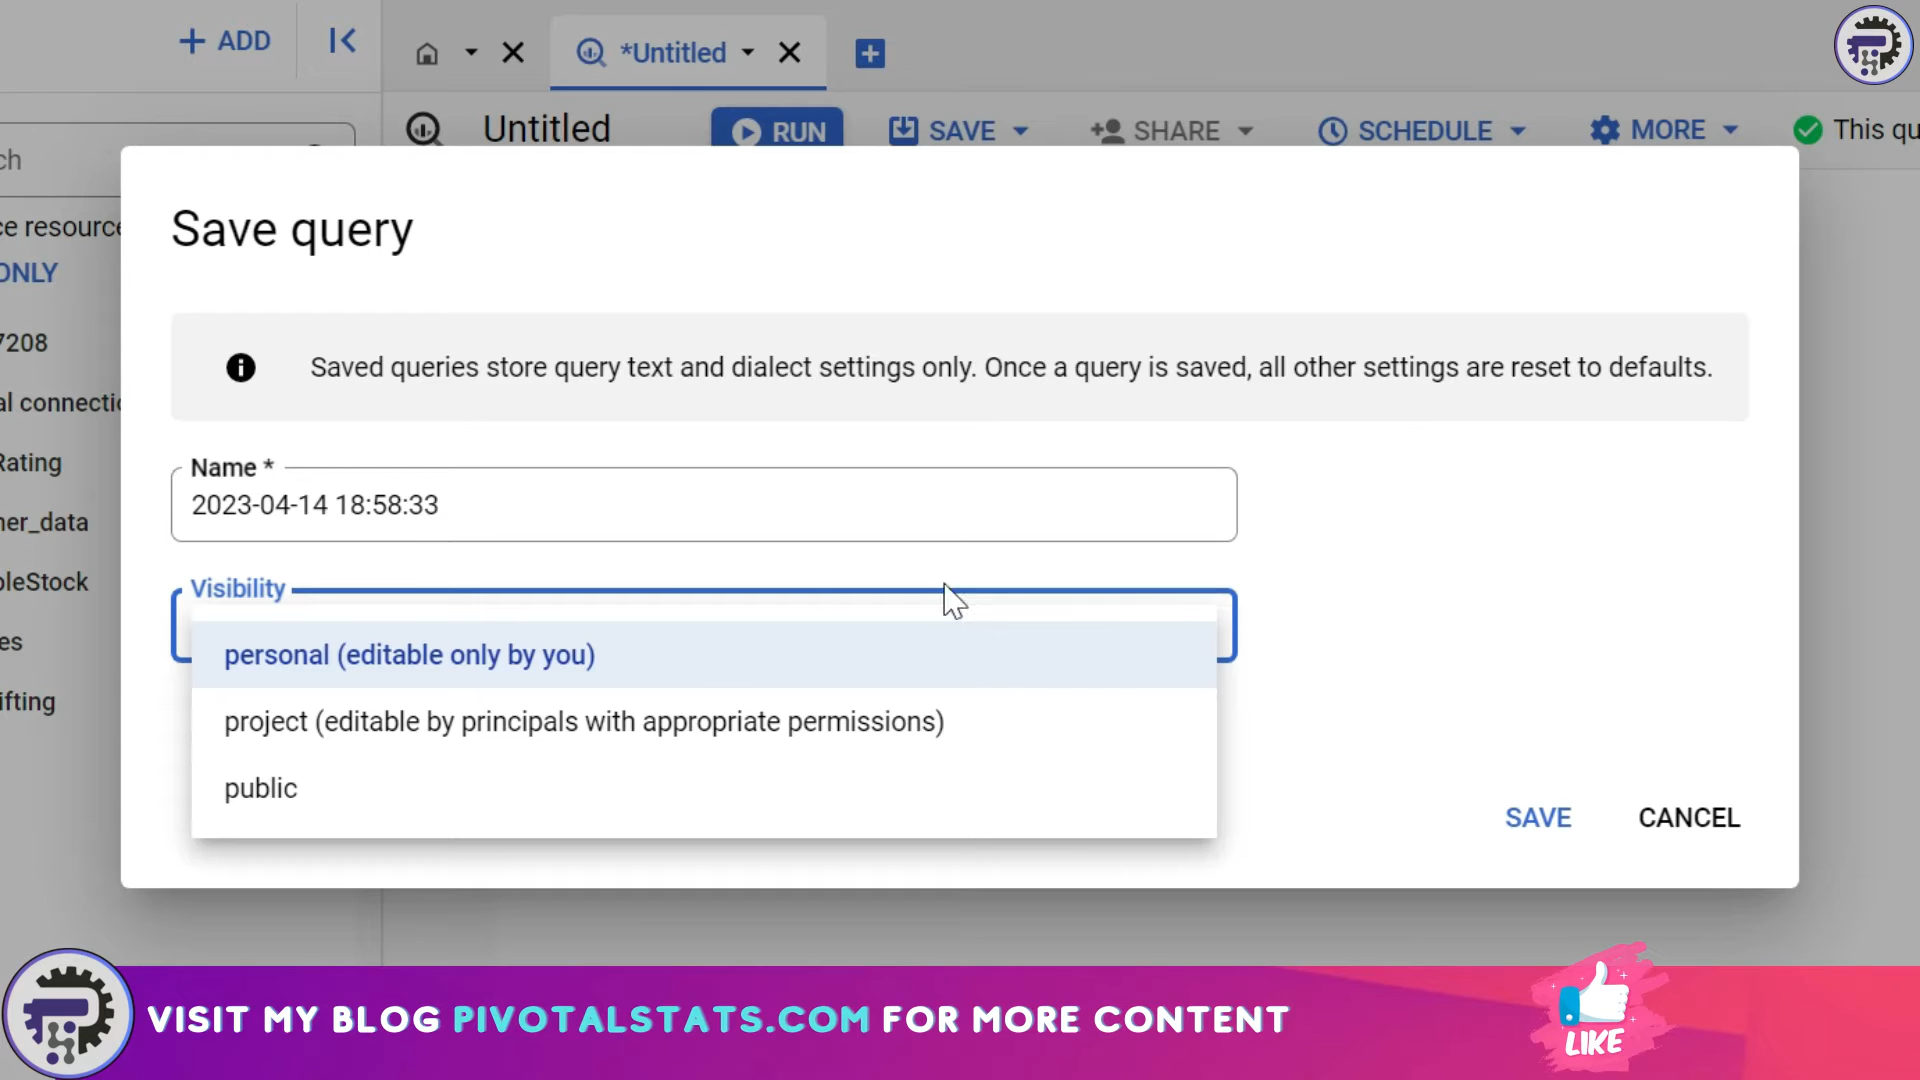 ADD
*Untitled
Untitled
RUN
SAVE
SHARE
SCHEDULE
MORE
This qu
ch
ce resource
ONLY
7208
al connectio
Rating
ner_data
oleStock
es
ifting
Save query
Saved queries store query text and dialect settings only. Once a query is saved, all other settings are reset to defaults.
Name *
2023-04-14 18:58:33
Visibility
personal (editable only by you)
project (editable by principals with appropriate permissions)
public
SAVE
CANCEL
VISIT MY BLOG PIVOTALSTATS.COM FOR MORE CONTENT
LIKE